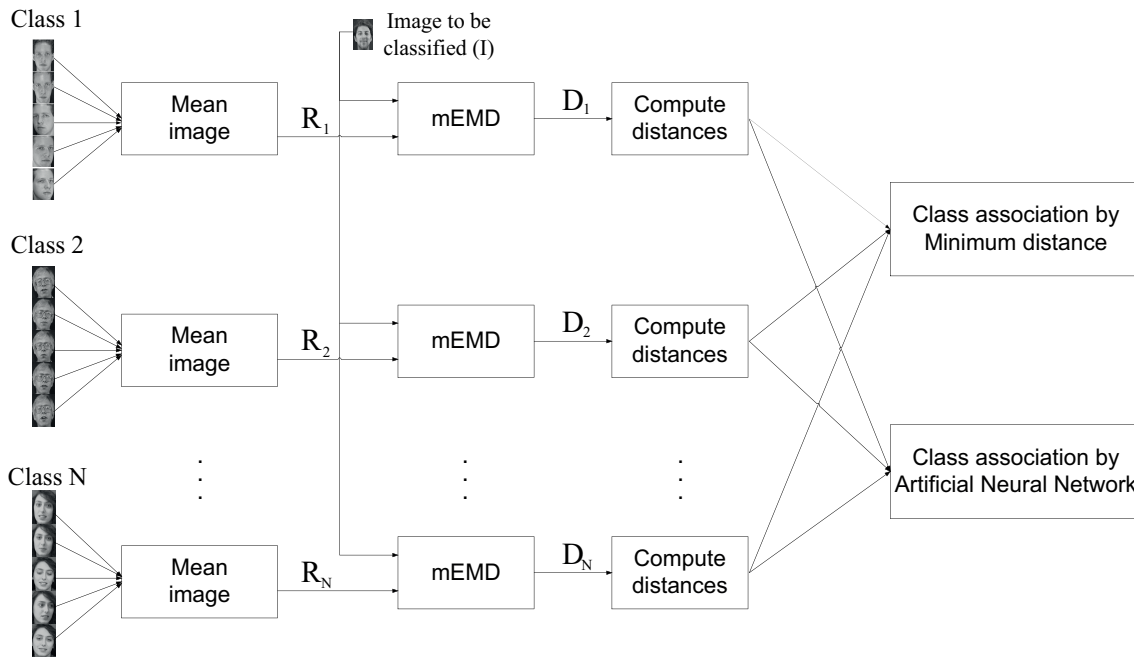 Class 1
Image to be
classified (I)
Mean
image
R1
mEMD
D1
Compute
distances
Class association by
Minimum distance
Class 2
Mean
image
R2
mEMD
D2
Compute
distances
Class association by
Artificial Neural Network
Class N
Mean
image
RN
mEMD
DN
Compute
distances